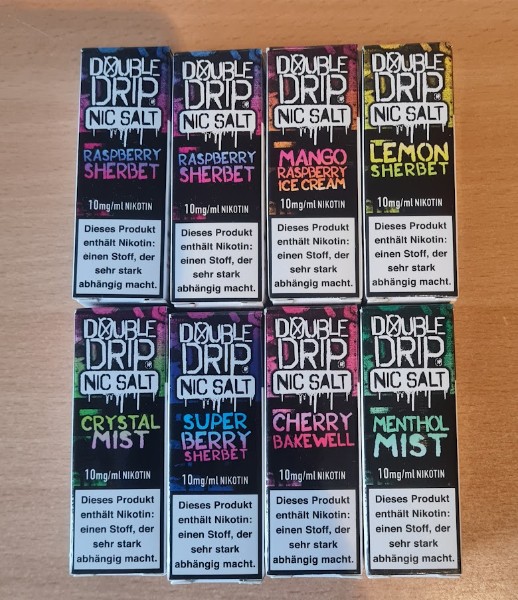 DOUBLE
DRIP.
NIC SALT
RASPBERRY
SHERBET
10mg/ml NIKOTIN
Dieses Produkt
enthält Nikotin:
einen Stoff, der
sehr stark
abhängig macht.
DOUBLE
DRIP.
NIC SALT
RASPBERRY
SHERBET
10mg/ml NIKOTIN
Dieses Produkt
enthält Nikotin:
einen Stoff, der
sehr stark
abhängig macht.
DOUBLE
DRIP.
NIC SALT
MANGO
RASPBERRY
ICE CREAM
10mg/ml NIKOTIN
Dieses Produkt
enthält Nikotin:
einen Stoff, der
sehr stark
abhängig macht.
DOUBLE
DRIP.
NIC SALT
LEMON
SHERBET
10mg/ml NIKOTIN
Dieses Produkt
enthält Nikotin:
einen Stoff, der
sehr stark
abhängig macht.
DOUBLE
DRIP.
NIC SALT
CRYSTAL
MIST
10mg/ml NIKOTIN
Dieses Produkt
enthält Nikotin:
einen Stoff, der
sehr stark
abhängig macht.
DOUBLE
DRIP.
NIC SALT
SUPER
BERRY
SHERBET
10mg/ml NIKOTIN
Dieses Produkt
enthält Nikotin:
einen Stoff, der
sehr stark
abhängig macht.
DOUBLE
DRIP.
NIC SALT
CHERRY
BAKEWELL
10mg/ml NIKOTIN
Dieses Produkt
enthält Nikotin:
einen Stoff, der
sehr stark
abhängig macht.
DOUBLE
DRIP.
NIC SALT
MENTHOL
MIST
10mg/ml NIKOTIN
Dieses Produkt
enthält Nikotin:
einen Stoff, der
sehr stark
abhängig macht.